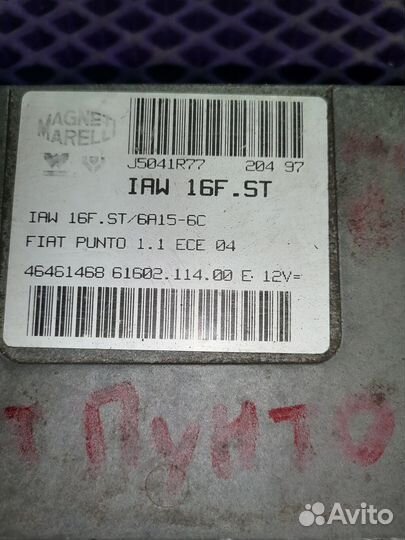 MAGNETI
MARELLI
J5041R77 204 97
IAW 16F.ST
IAW 16F.ST/6A15-6C
FIAT PUNTO 1.1 ECE 04
46461468 61602.114.00 E 12V=
т Пунто
Avito